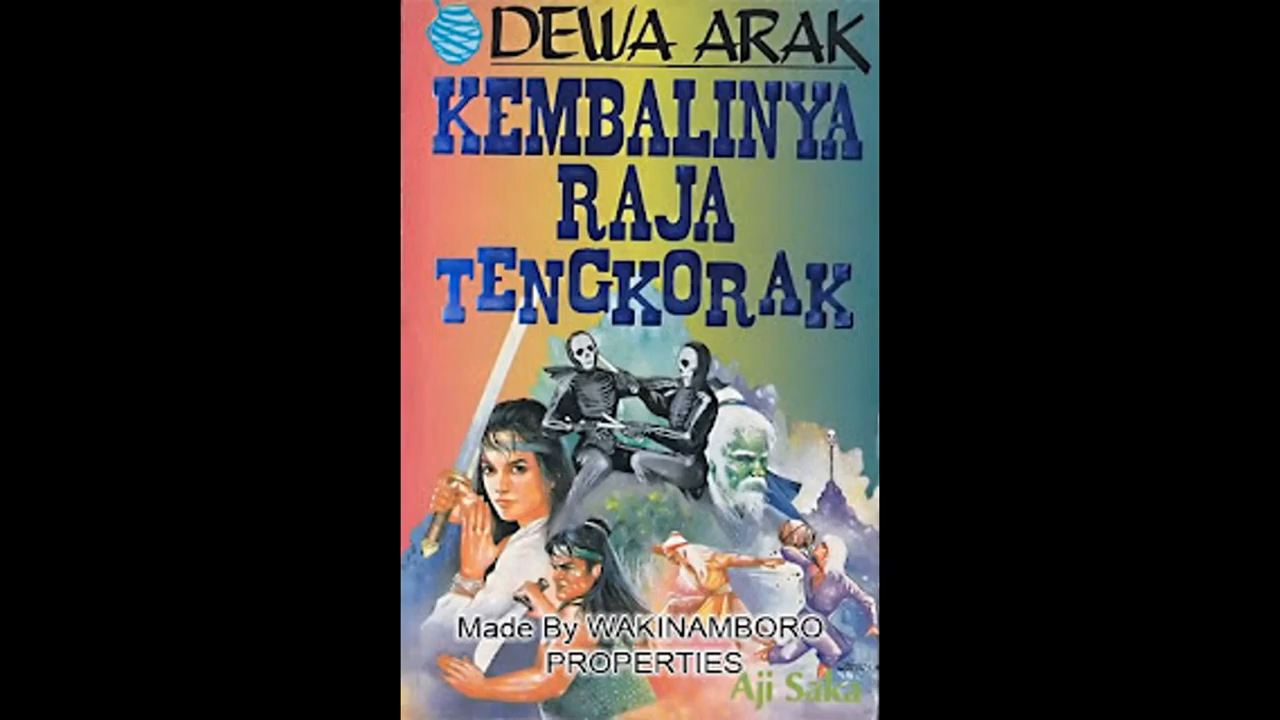 DEWA ARAK
KEMBALINYA
RAJA
TENGKORAK
Made By WAKINAMBORO
PROPERTIES
Aji Saka